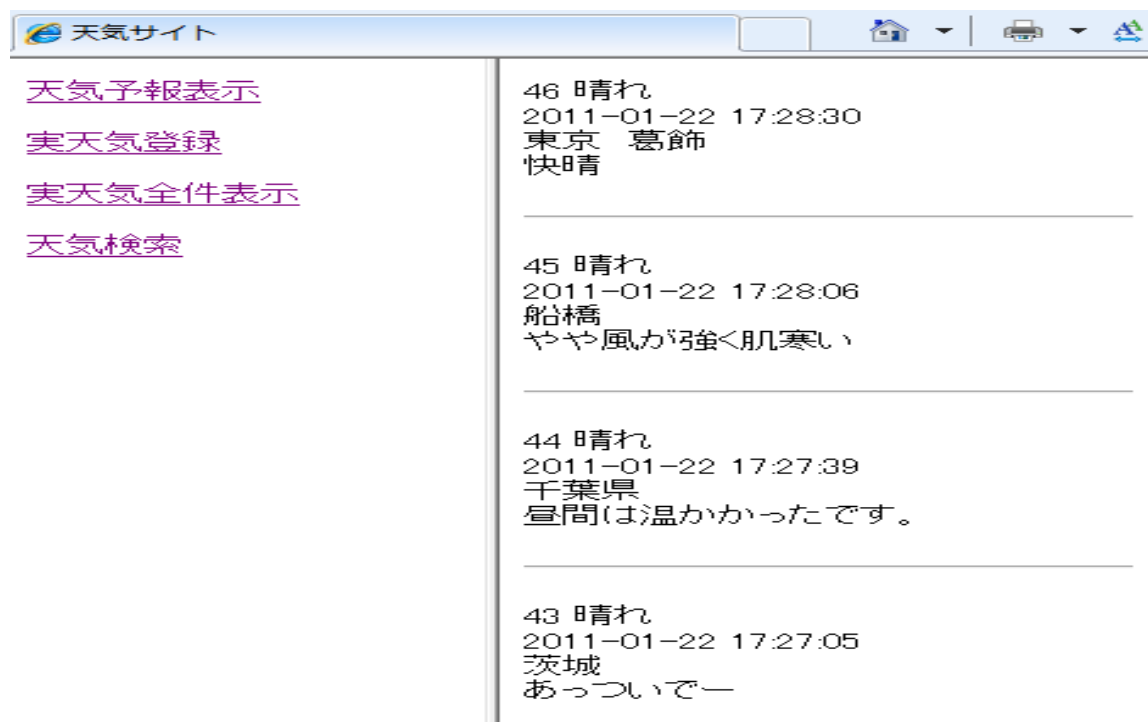 天気サイト
天気予報表示
実天気登録
実天気全件表示
天気検索
46 晴れ
2011-01-22 17:28:30
東京　葛飾
快晴
45 晴れ
2011-01-22 17:28:06
船橋
やや風が強く肌寒い
44 晴れ
2011-01-22 17:27:39
千葉県
昼間は温かかったです。
43 晴れ
2011-01-22 17:27:05
茨城
あっついでー